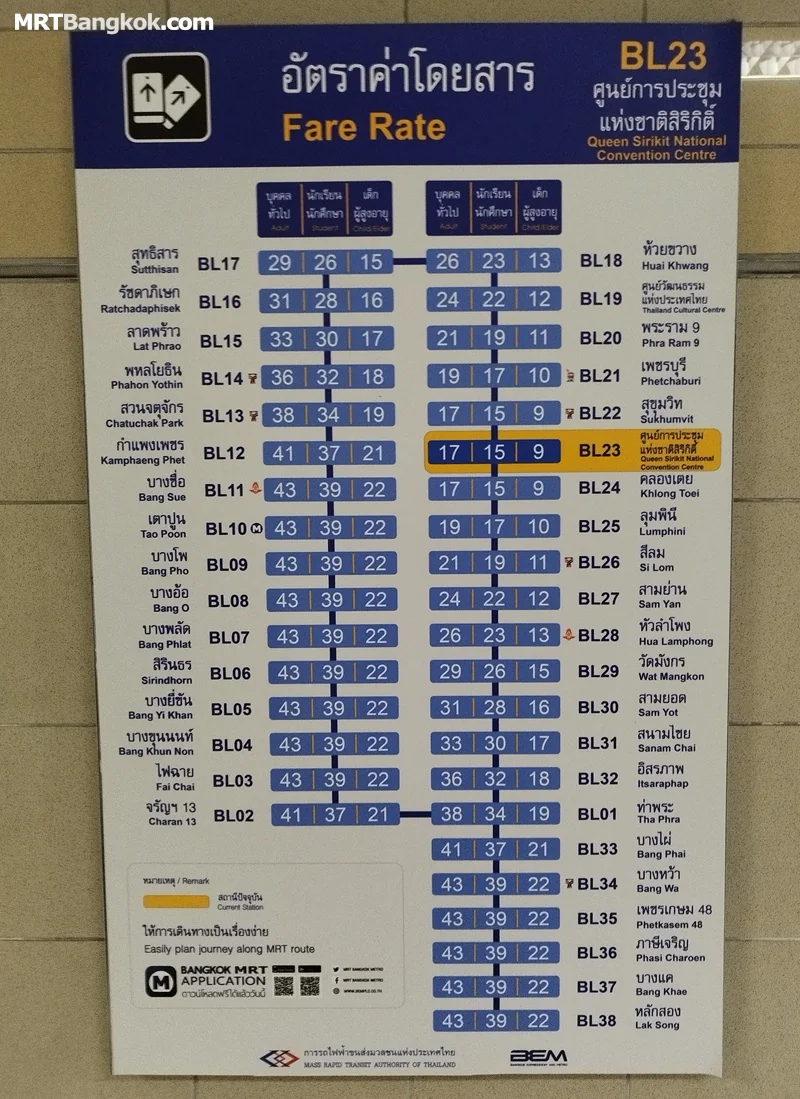 MRTBangkok.com
อัตราค่าโดยสาร
Fare Rate
BL23
ศูนย์การประชุม
แห่งชาติสิริกิติ์
Queen Sirikit National
Convention Centre
บุคคล นักเรียน เด็ก
ทั่วไป นักศึกษา ผู้สูงอายุ
Adult Student Child/Elder
บุคคล นักเรียน เด็ก
ทั่วไป นักศึกษา ผู้สูงอายุ
Adult Student Child/Elder
สุทธิสาร
Sutthisan
BL17 29 26 15
รัชดาภิเษก
Ratchadaphisek
BL16 31 28 16
ลาดพร้าว
Lat Phrao
BL15 33 30 17
พหลโยธิน
Phahon Yothin
BL14 36 32 18
สวนจตุจักร
Chatuchak Park
BL13 38 34 19
กำแพงเพชร
Kamphaeng Phet
BL12 41 37 21
บางซื่อ
Bang Sue
BL11 43 39 22
เตาปูน
Tao Poon
BL10 43 39 22
บางโพ
Bang Pho
BL09 43 39 22
บางอ้อ
Bang O
BL08 43 39 22
บางพลัด
Bang Phlat
BL07 43 39 22
สิรินธร
Sirindhorn
BL06 43 39 22
บางยี่ขัน
Bang Yi Khan
BL05 43 39 22
บางขุนนนท์
Bang Khun Non
BL04 43 39 22
ไฟฉาย
Fai Chai
BL03 43 39 22
จรัญฯ 13
Charan 13
BL02 41 37 21
26 23 13 BL18
ห้วยขวาง
Huai Khwang
24 22 12 BL19
ศูนย์วัฒนธรรม
แห่งประเทศไทย
Thailand Cultural Centre
21 19 11 BL20
พระราม 9
Phra Ram 9
19 17 10 BL21
เพชรบุรี
Phetchaburi
17 15 9 BL22
สุขุมวิท
Sukhumvit
17 15 9 BL23
ศูนย์การประชุม
แห่งชาติสิริกิติ์
Queen Sirikit National
Convention Centre
17 15 9 BL24
คลองเตย
Khlong Toei
19 17 10 BL25
ลุมพินี
Lumphini
21 19 11 BL26
สีลม
Si Lom
24 22 12 BL27
สามย่าน
Sam Yan
26 23 13 BL28
หัวลำโพง
Hua Lamphong
29 26 15 BL29
วัดมังกร
Wat Mangkon
31 28 16 BL30
สามยอด
Sam Yot
33 30 17 BL31
สนามไชย
Sanam Chai
36 32 18 BL32
อิสรภาพ
Itsaraphap
38 34 19 BL01
ท่าพระ
Tha Phra
41 37 21 BL33
บางไผ่
Bang Phai
43 39 22 BL34
บางหว้า
Bang Wa
43 39 22 BL35
เพชรเกษม 48
Phetkasem 48
43 39 22 BL36
ภาษีเจริญ
Phasi Charoen
43 39 22 BL37
บางแค
Bang Khae
43 39 22 BL38
หลักสอง
Lak Song
หมายเหตุ / Remark
สถานีปัจจุบัน
Current Station
ให้การเดินทางเป็นเรื่องง่าย
Easily plan journey along MRT route
BANGKOK MRT
APPLICATION
ดาวน์โหลดฟรีได้แล้ววันนี้
MRT BANGKOK METRO
MRT BANGKOK METRO
การรถไฟฟ้าขนส่งมวลชนแห่งประเทศไทย
MASS RAPID TRANSIT AUTHORITY OF THAILAND
BEM
BANGKOK EXPRESSWAY AND METRO